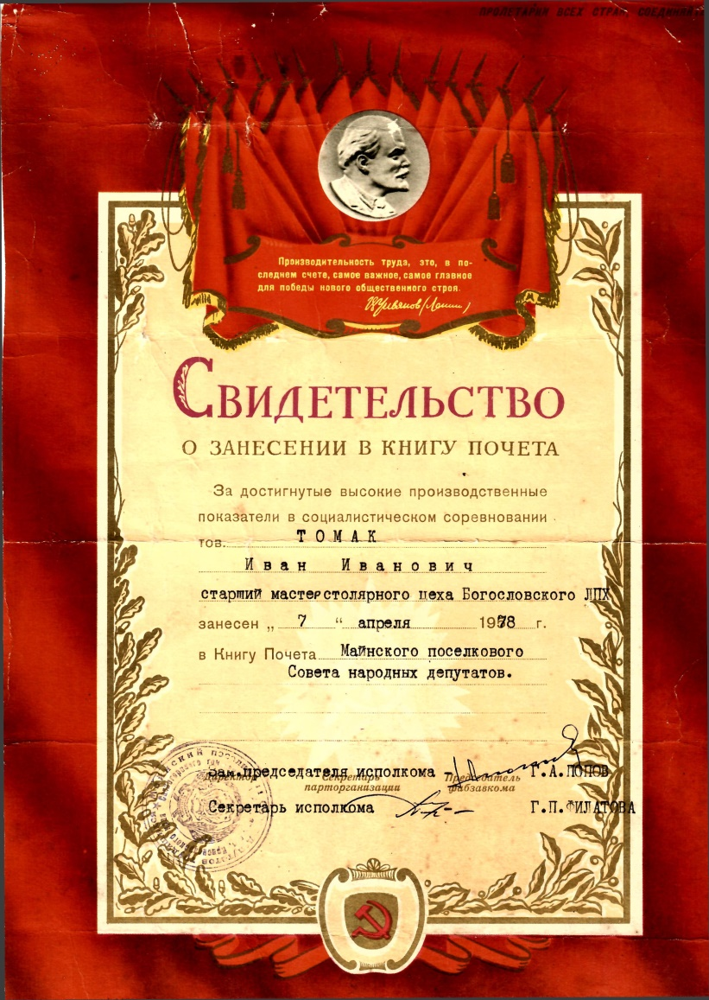 ПРОЛЕТАРИИ ВСЕХ СТРАН, СОЕДИНЯЙТЕ
Производительность труда, это, в по-
следнем счете, самое важное, самое главное
для победы нового общественного строя.
В.Ульянов (Ленин)
СВИДЕТЕЛЬСТВО
О ЗАНЕСЕНИИ В КНИГУ ПОЧЕТА
За достигнутые высокие производственные
показатели в социалистическом соревновании
тов. ТОМАК
Иван Иванович
старший мастер столярного цеха Богословского ЛПХ
занесен „ 7 “ апреля 1978 г.
в Книгу Почета Майнского поселкового
Совета народных депутатов.
Зам. председателя исполкома Г.А.ПОПОВ
Директор Секретарь парторганизации Председатель фабзавкома
Секретарь исполкома Г.П.ФИЛАТОВА